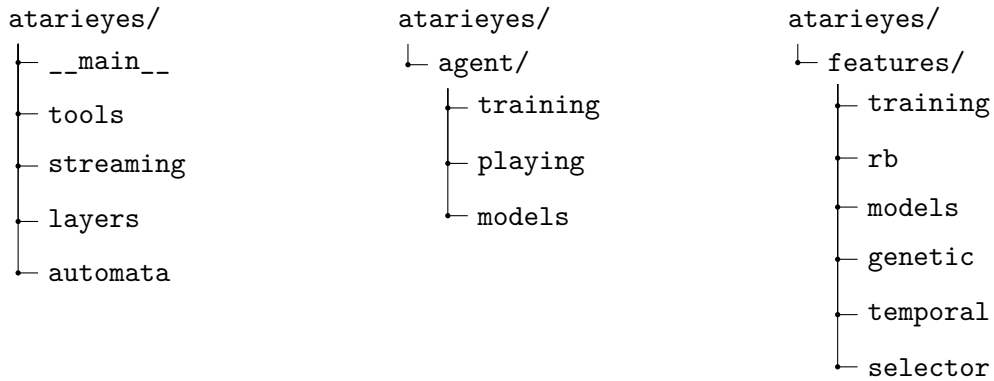 atarieyes/
__main__
tools
streaming
layers
automata
atarieyes/
agent/
training
playing
models
atarieyes/
features/
training
rb
models
genetic
temporal
selector